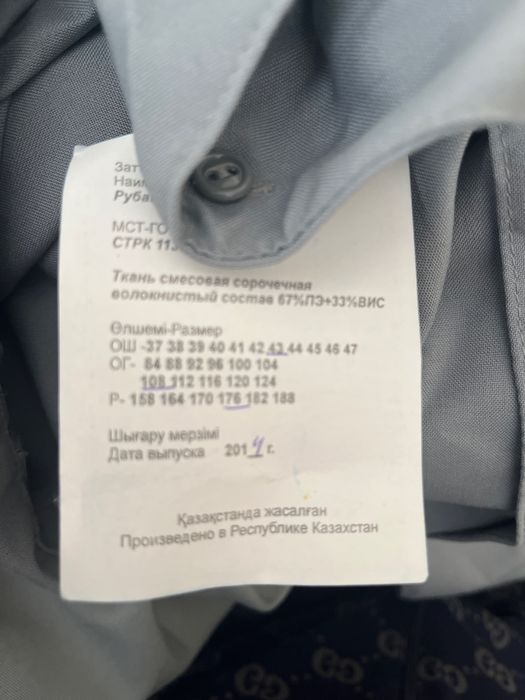 Зат
Наим
Руба
МСТ-ГО
СТРК 113
Ткань смесовая сорочечная
волокнистый состав 67%ПЭ+33%ВИС
Өлшемі-Размер
ОШ -37 38 39 40 41 42 43 44 45 46 47
ОГ- 84 88 92 96 100 104
108 112 116 120 124
Р- 158 164 170 176 182 188
Шығару мерзімі
Дата выпуска 2014 г.
Қазақстанда жасалған
Произведено в Республике Казахстан